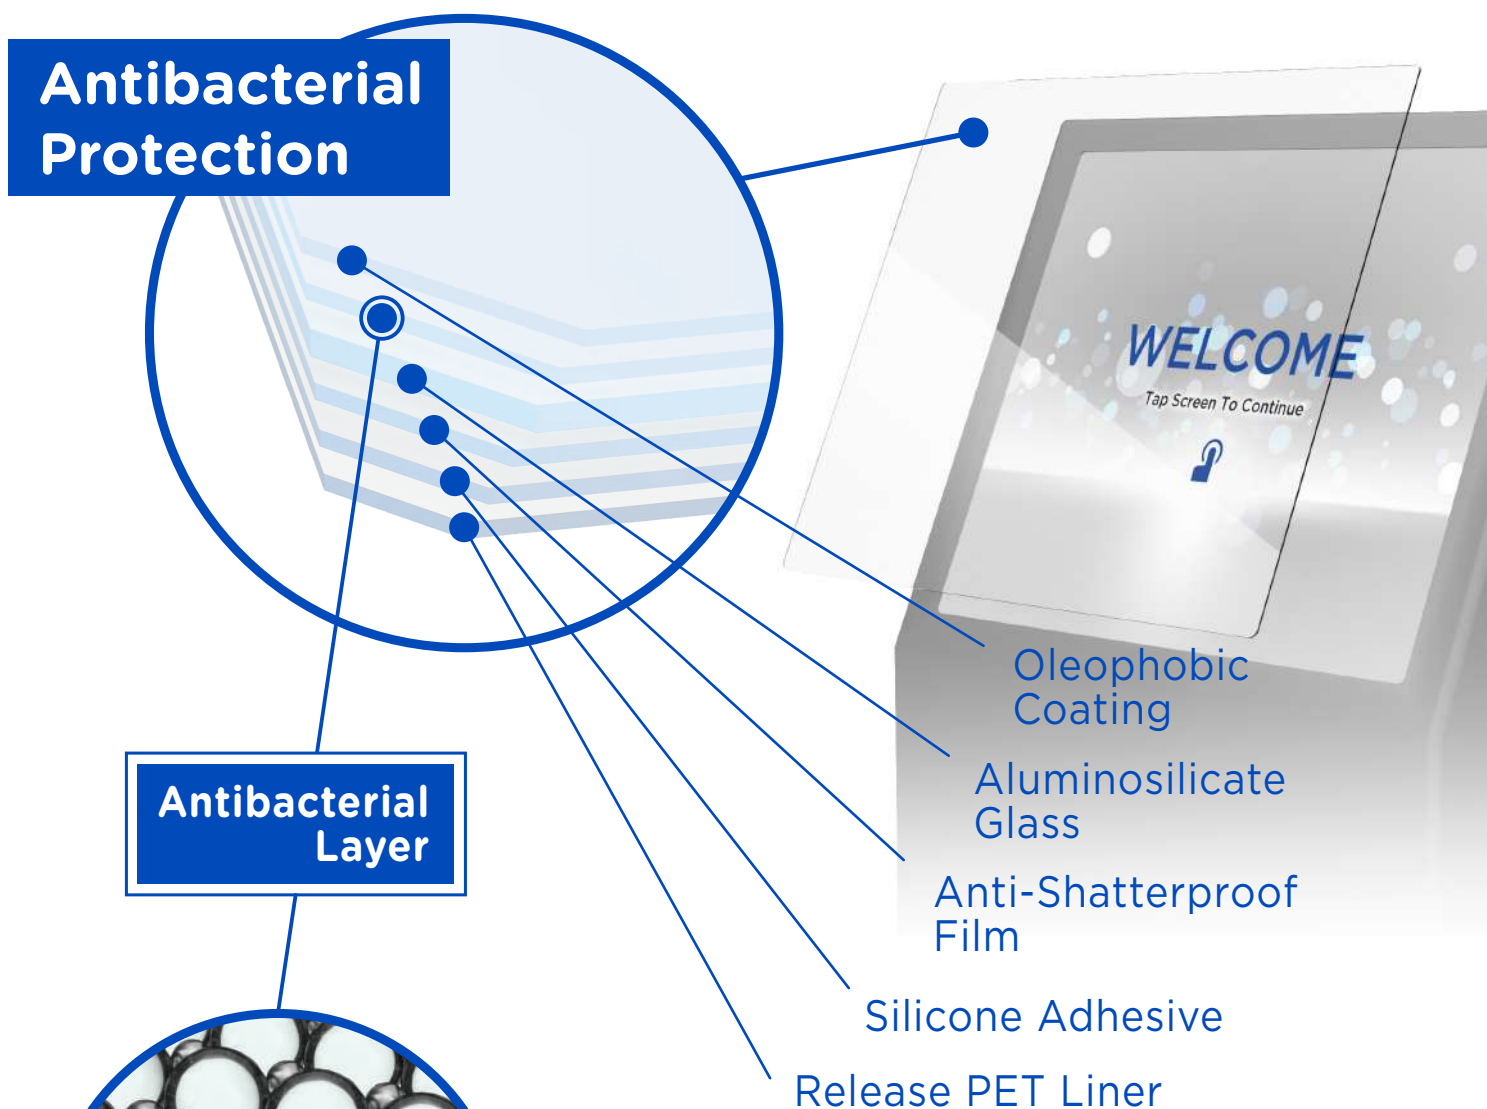 Antibacterial
Protection
WELCOME
Tap Screen To Continue
Oleophobic
Coating
Aluminosilicate
Glass
Antibacterial
Layer
Anti-Shatterproof
Film
Silicone Adhesive
Release PET Liner